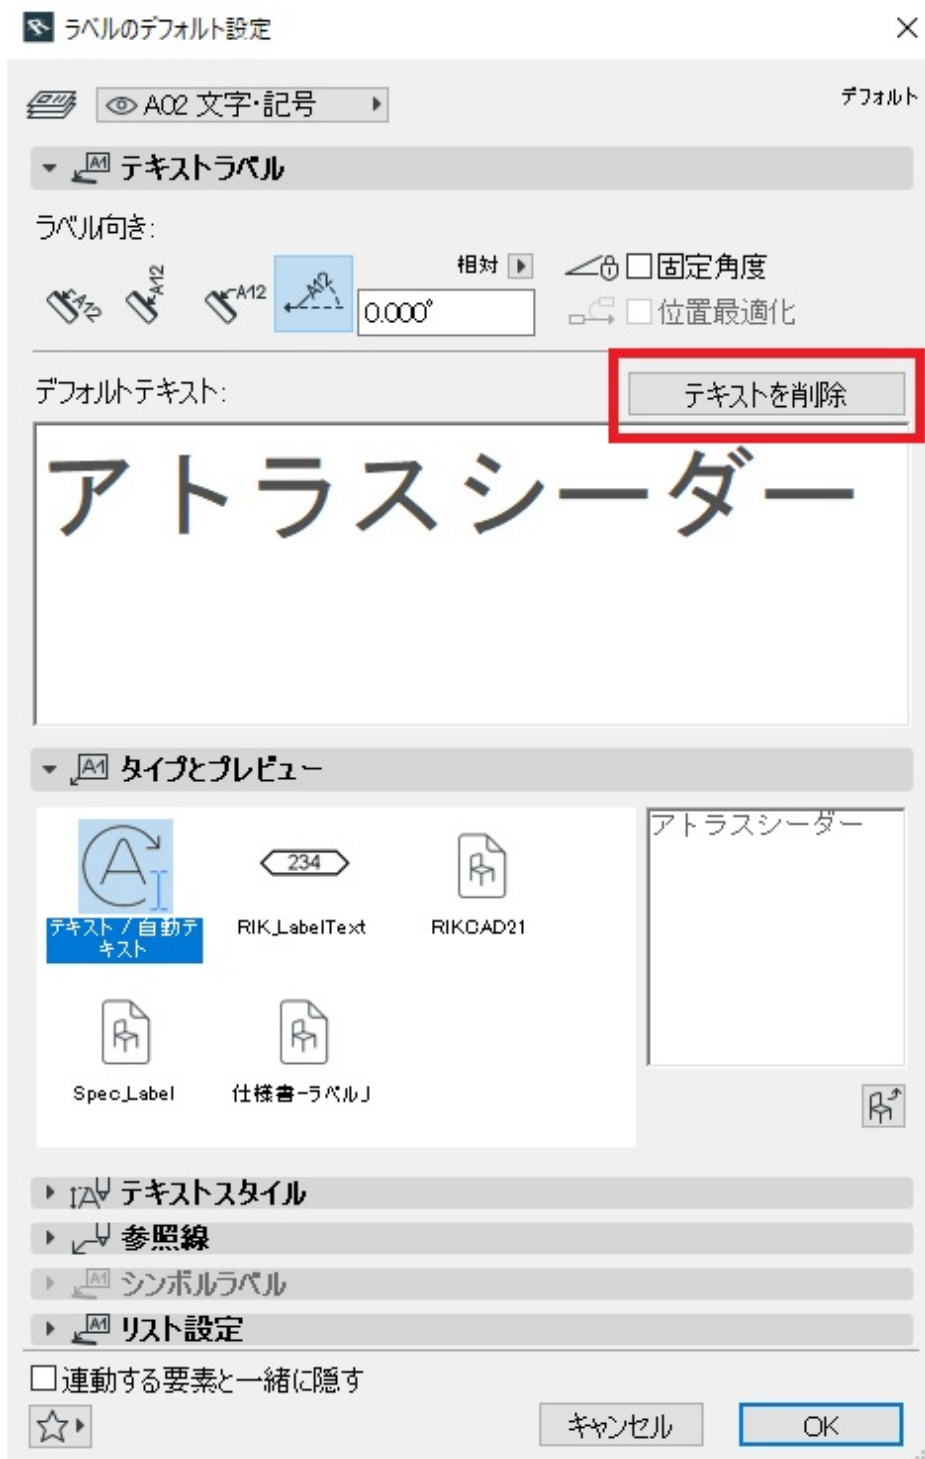 ラベルのデフォルト設定
A02 文字・記号
デフォルト
テキストラベル
ラベル向き:
A12
A12
A12
A12
相対
0.000°
固定角度
位置最適化
デフォルトテキスト:
テキストを削除
アトラスシーダー
タイプとプレビュー
テキスト / 自動テ
キスト
234
RIK_LabelText
RIKCAD21
アトラスシーダー
Spec_Label
仕様書-ラベルJ
テキストスタイル
参照線
シンボルラベル
リスト設定
連動する要素と一緒に隠す
キャンセル
OK